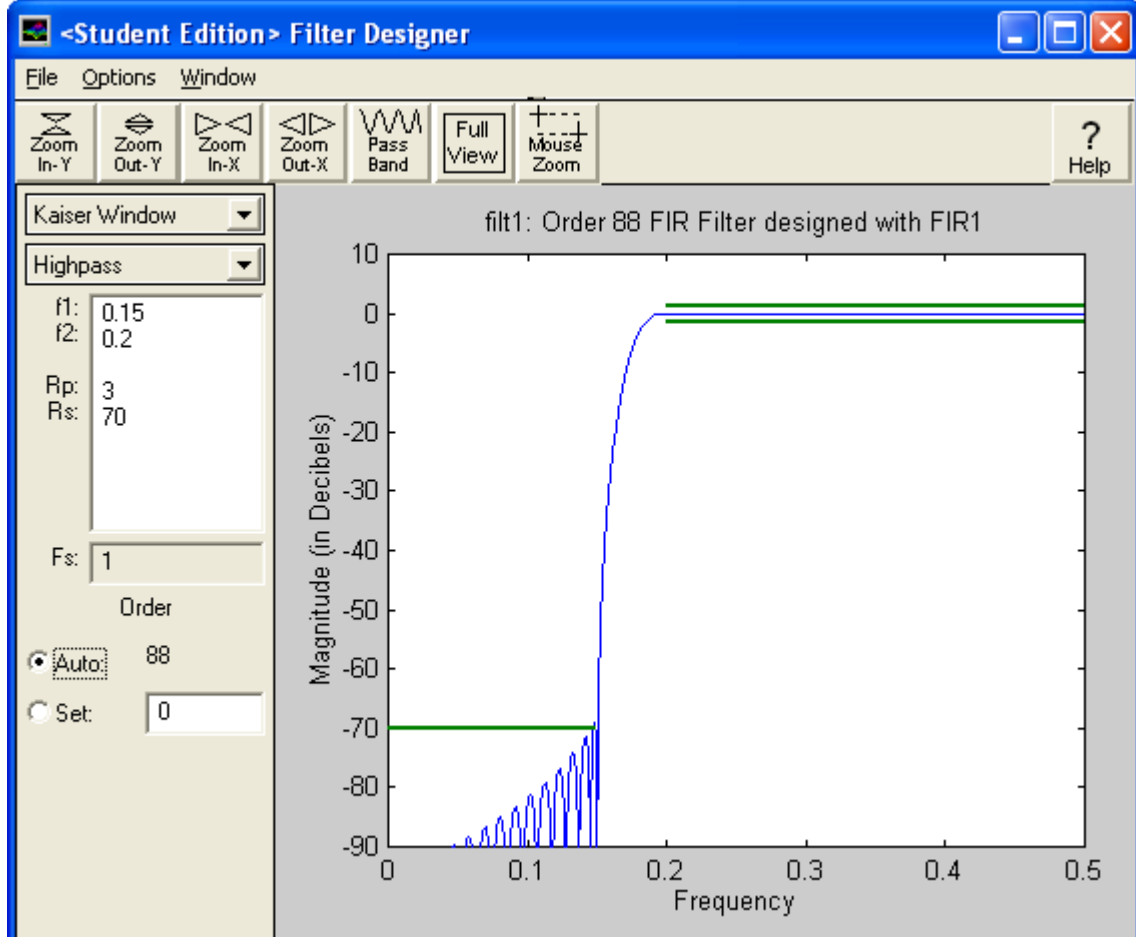 <Student Edition> Filter Designer
File Options Window
Zoom In-Y
Zoom Out-Y
Zoom In-X
Zoom Out-X
Pass Band
Full View
Mouse Zoom
? Help
Kaiser Window
Highpass
f1: 0.15
f2: 0.2
Rp: 3
Rs: 70
Fs: 1
Order
Auto: 88
Set: 0
filt1: Order 88 FIR Filter designed with FIR1
10
0
-10
-20
-30
-40
-50
-60
-70
-80
-90
Magnitude (in Decibels)
0 0.1 0.2 0.3 0.4 0.5
Frequency